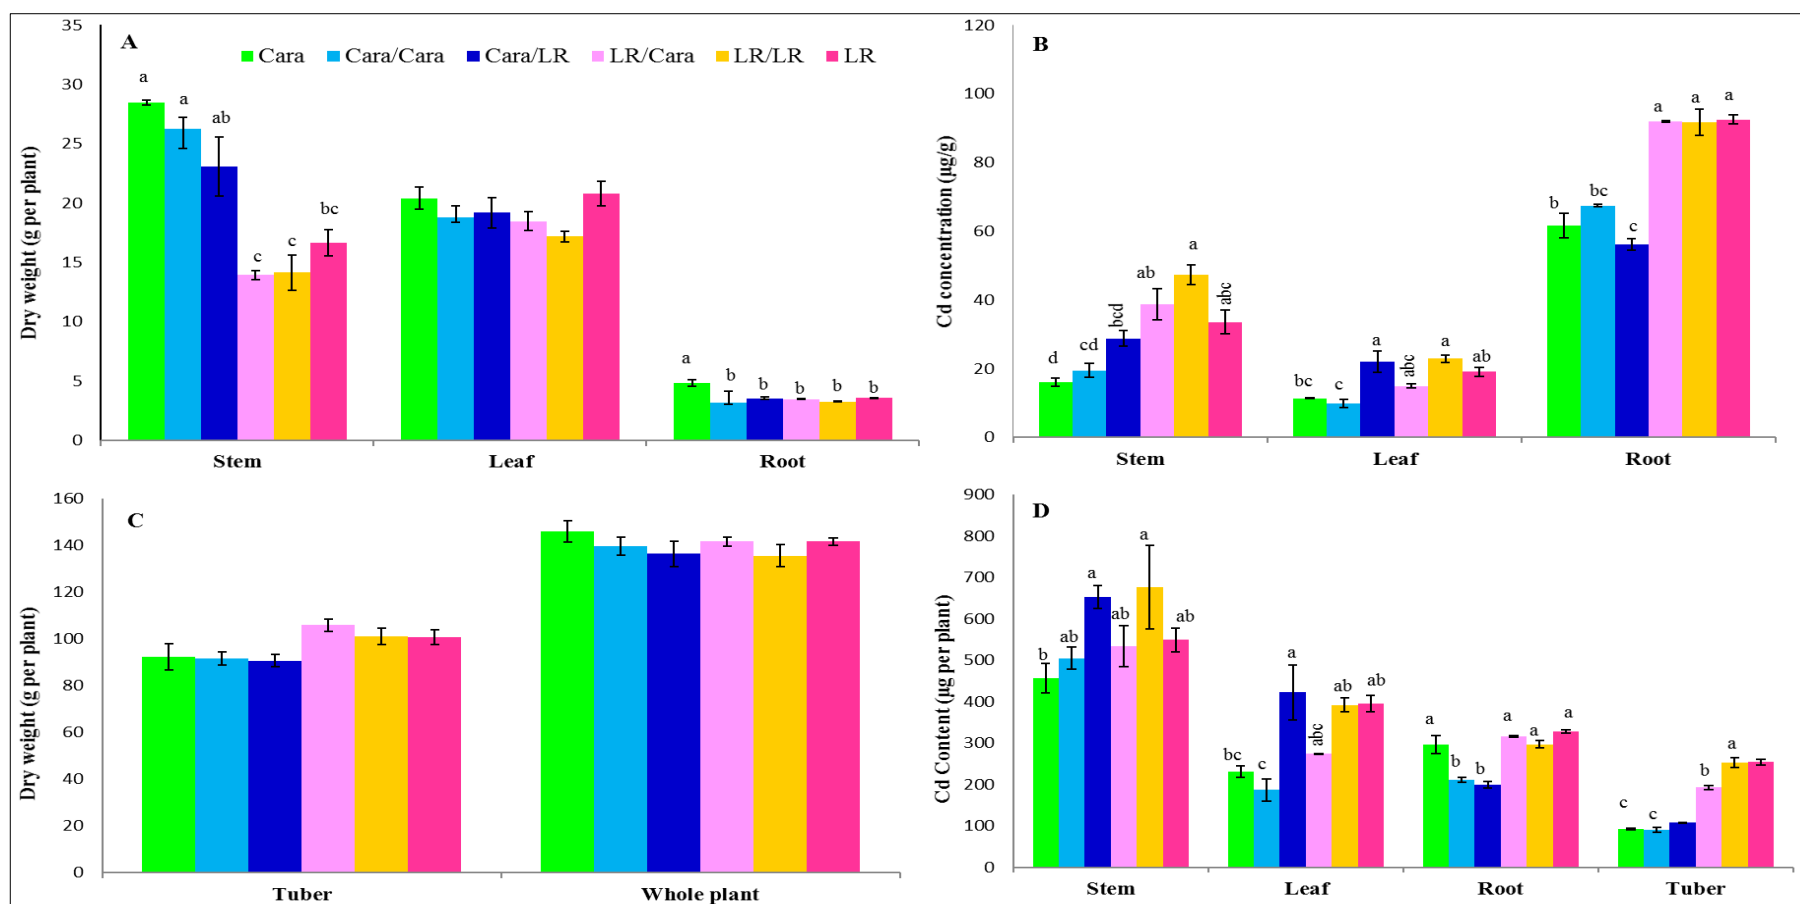 A
Cara Cara/Cara Cara/LR LR/Cara LR/LR LR
Dry weight (g per plant)
35
30
25
20
15
10
5
0
a a ab c c bc
a b b b b b
Stem Leaf Root
B
Cd concentration (µg/g)
120
100
80
60
40
20
0
d cd bcd ab a abc
bc c a abc a ab
b bc c a a a
Stem Leaf Root
C
Dry weight (g per plant)
160
140
120
100
80
60
40
20
0
Tuber Whole plant
D
Cd Content (µg per plant)
900
800
700
600
500
400
300
200
100
0
b ab a ab a ab
bc c a abc ab ab
a b b a a a
c c b a
Stem Leaf Root Tuber